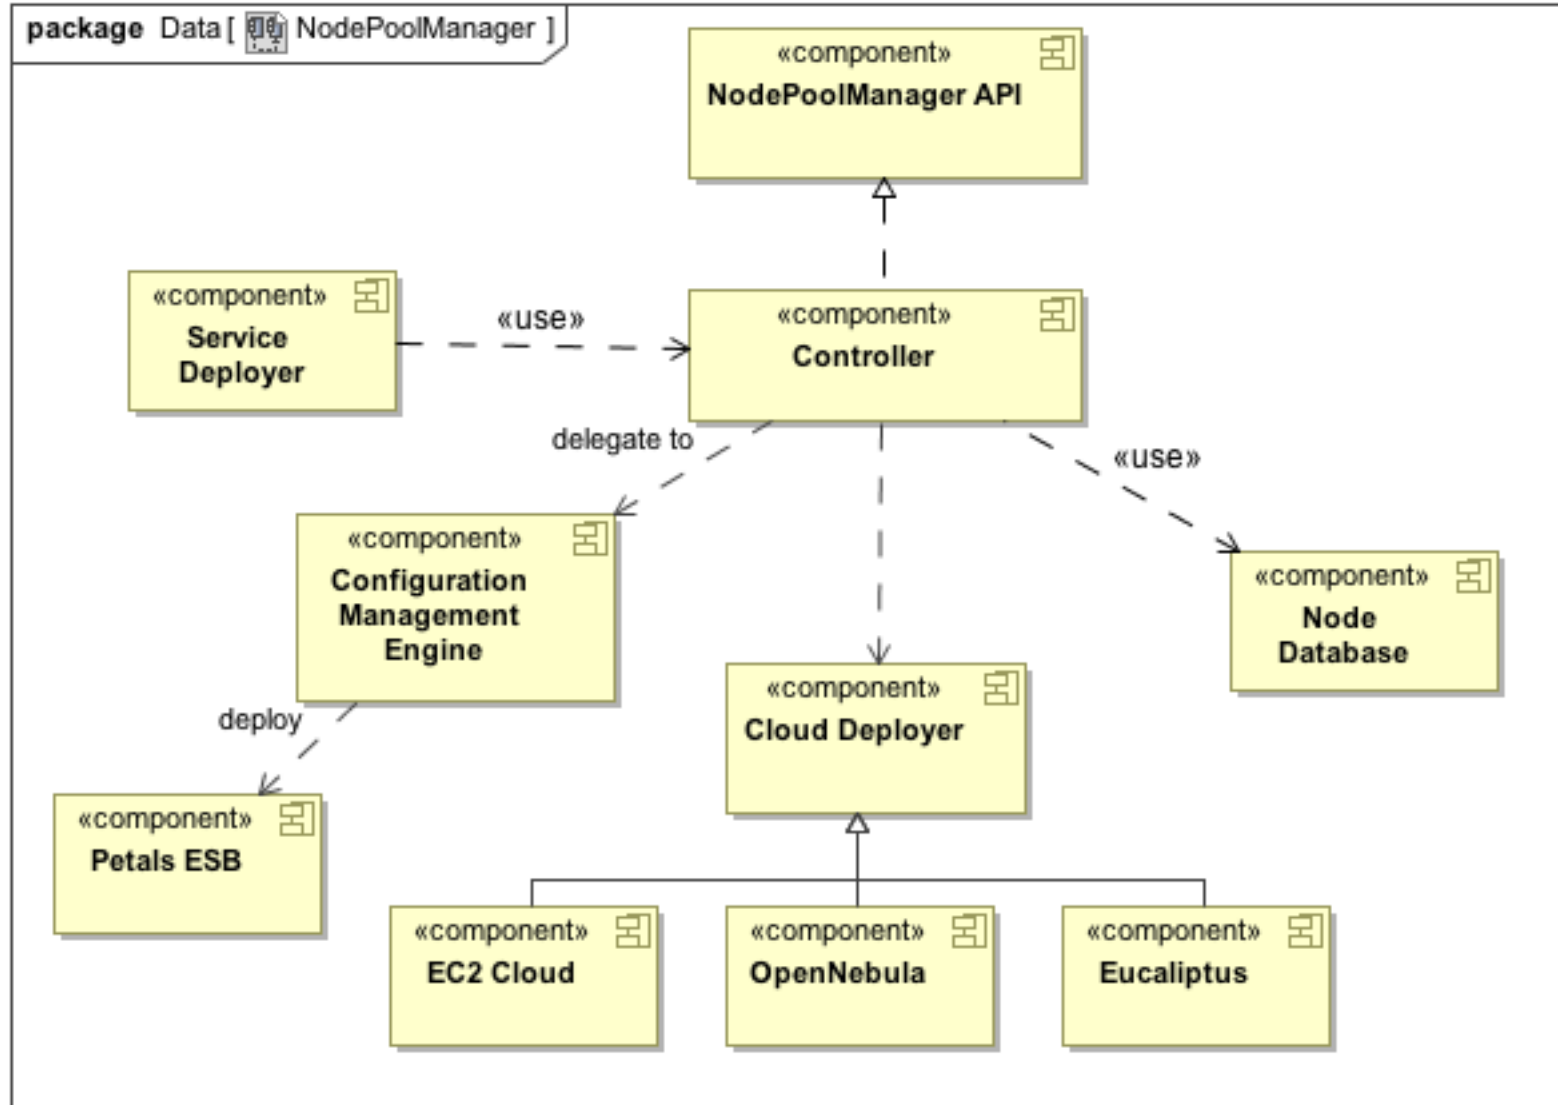 package Data [ NodePoolManager ]
«component»
NodePoolManager API
«component»
Service
Deployer
«use»
«component»
Controller
delegate to
«use»
«component»
Configuration
Management
Engine
«component»
Node
Database
deploy
«component»
Cloud Deployer
«component»
Petals ESB
«component»
EC2 Cloud
«component»
OpenNebula
«component»
Eucaliptus